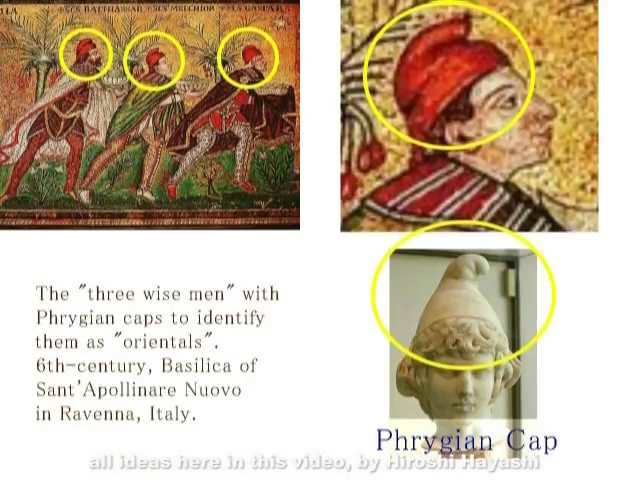 MELCHIOR
The "three wise men" with
Phrygian caps to identify
them as "orientals".
6th-century, Basilica of
Sant'Apollinare Nuovo
in Ravenna, Italy.
Phrygian Cap
all ideas here in this video, by Hiroshi Hayashi